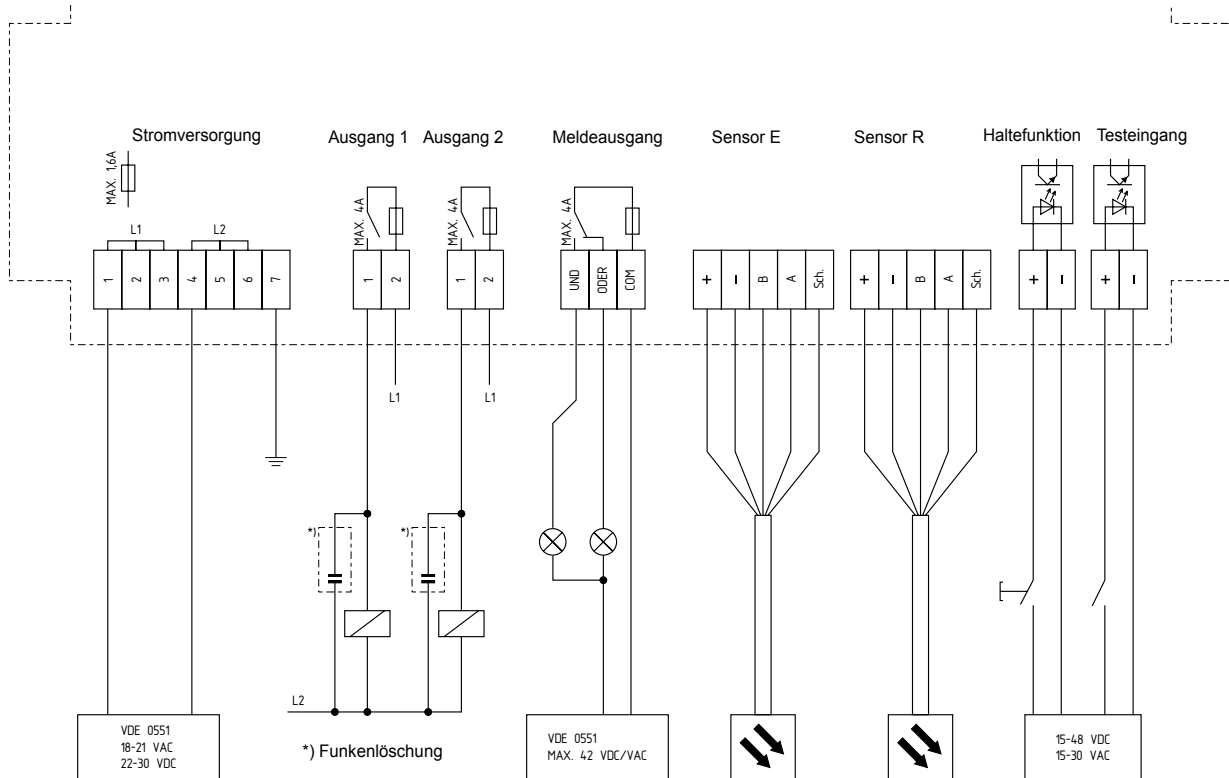 Stromversorgung
Ausgang 1
Ausgang 2
Meldeausgang
Sensor E
Sensor R
Haltefunktion
Testeingang
MAX. 1,6A
MAX. 4A
MAX. 4A
MAX. 4A
L1
L2
1
2
3
4
5
6
7
1
2
1
2
UND
ODER
COM
+
−
B
A
Sch.
+
−
B
A
Sch.
+
−
+
−
L1
L1
*)
*)
L2
VDE 0551
18-21 VAC
22-30 VDC
*) Funkenlöschung
VDE 0551
MAX. 42 VDC/VAC
15-48 VDC
15-30 VAC